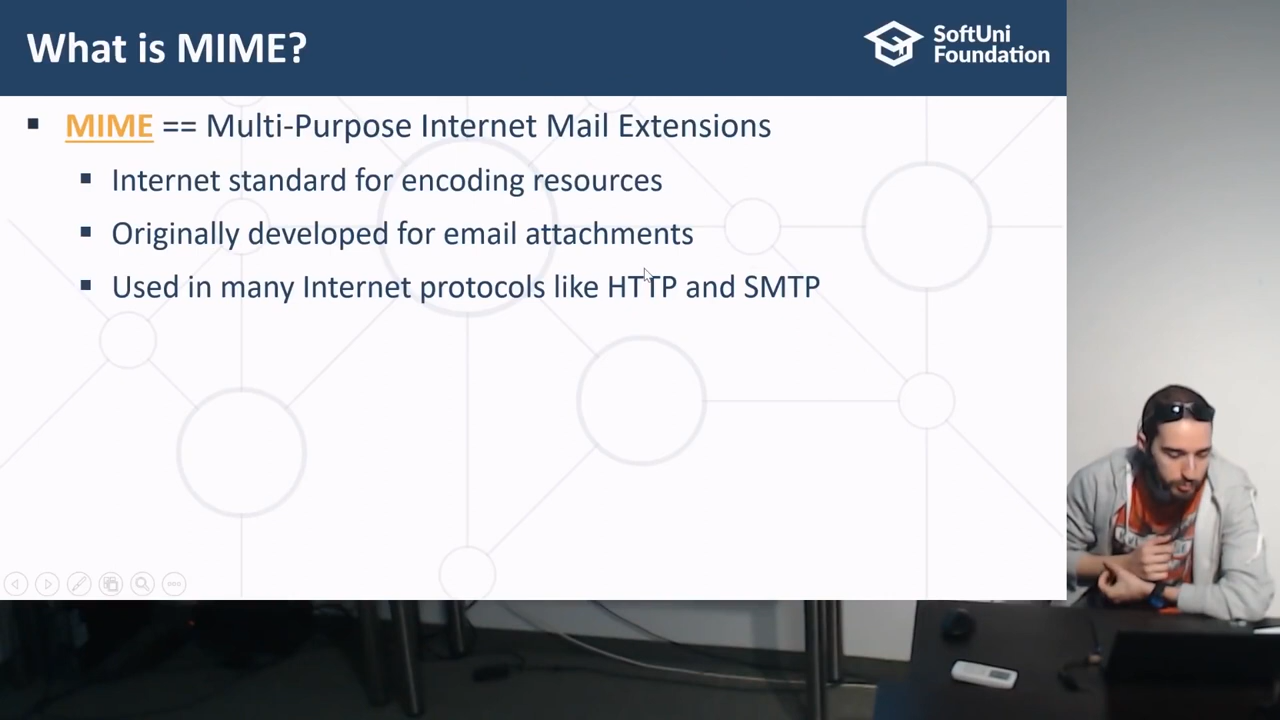 What is MIME?
SoftUni
Foundation
MIME == Multi-Purpose Internet Mail Extensions
Internet standard for encoding resources
Originally developed for email attachments
Used in many Internet protocols like HTTP and SMTP